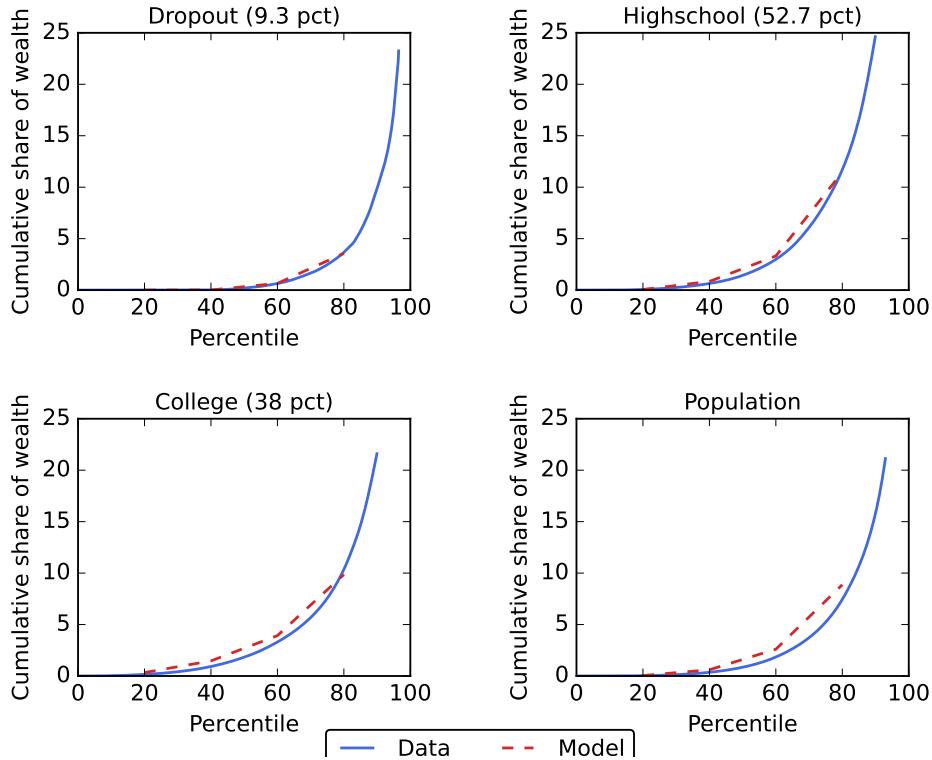 Dropout (9.3 pct)
Cumulative share of wealth
25
20
15
10
5
0
0 20 40 60 80 100
Percentile
Highschool (52.7 pct)
Cumulative share of wealth
25
20
15
10
5
0
0 20 40 60 80 100
Percentile
College (38 pct)
Cumulative share of wealth
25
20
15
10
5
0
0 20 40 60 80 100
Percentile
Population
Cumulative share of wealth
25
20
15
10
5
0
0 20 40 60 80 100
Percentile
Data Model